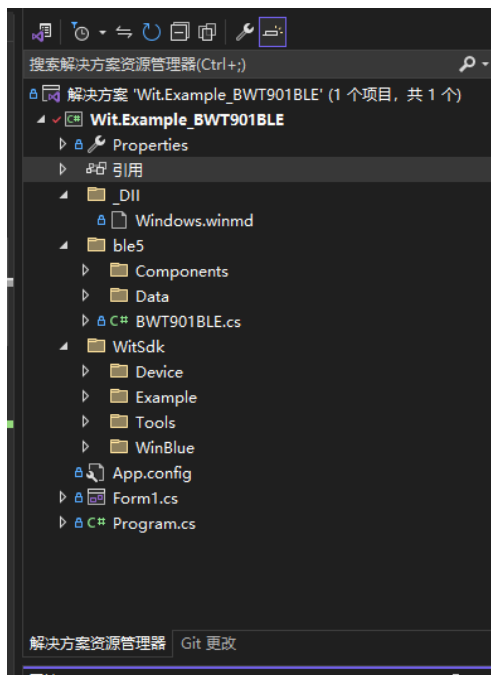 搜索解决方案资源管理器(Ctrl+;)
解决方案 'Wit.Example_BWT901BLE' (1 个项目，共 1 个)
C# Wit.Example_BWT901BLE
Properties
引用
_Dll
Windows.winmd
ble5
Components
Data
C# BWT901BLE.cs
WitSdk
Device
Example
Tools
WinBlue
App.config
Form1.cs
C# Program.cs
解决方案资源管理器 Git 更改